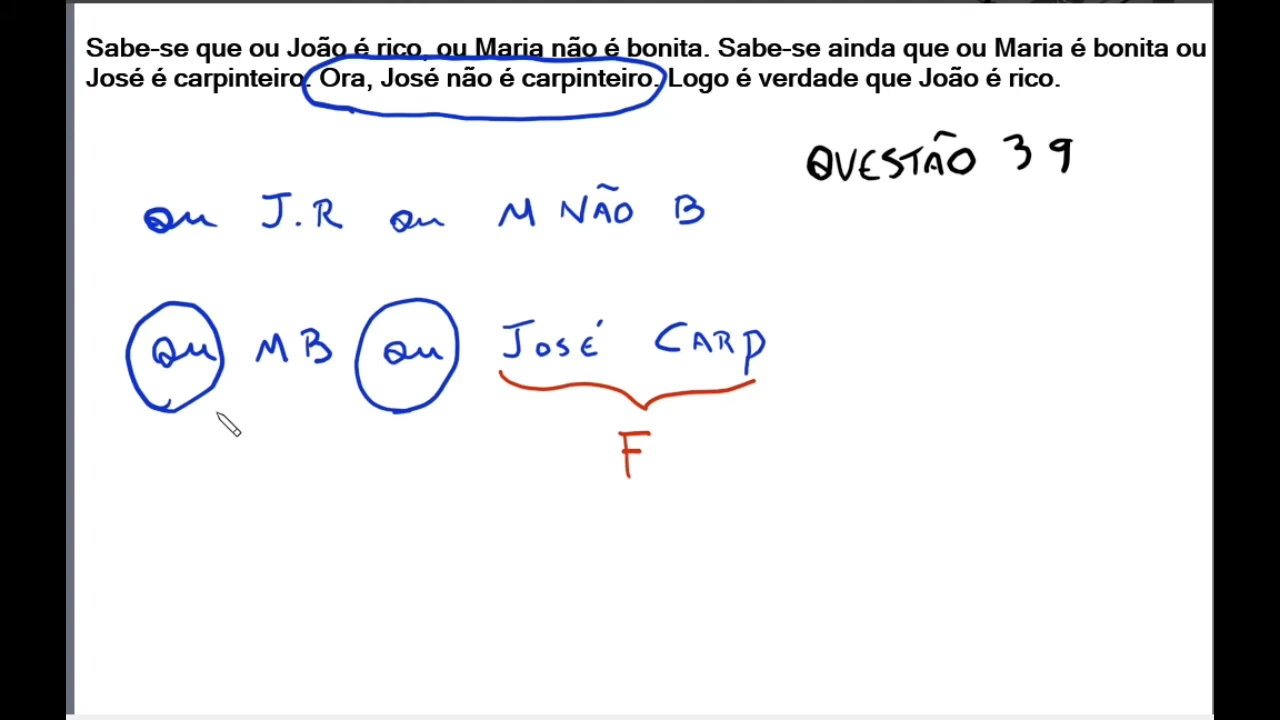 Sabe-se que ou João é rico, ou Maria não é bonita. Sabe-se ainda que ou Maria é bonita ou
José é carpinteiro. Ora, José não é carpinteiro. Logo é verdade que João é rico.
QUESTÃO 39
ou J.R ou M NÃO B
ou M B ou JOSÉ CARP
F